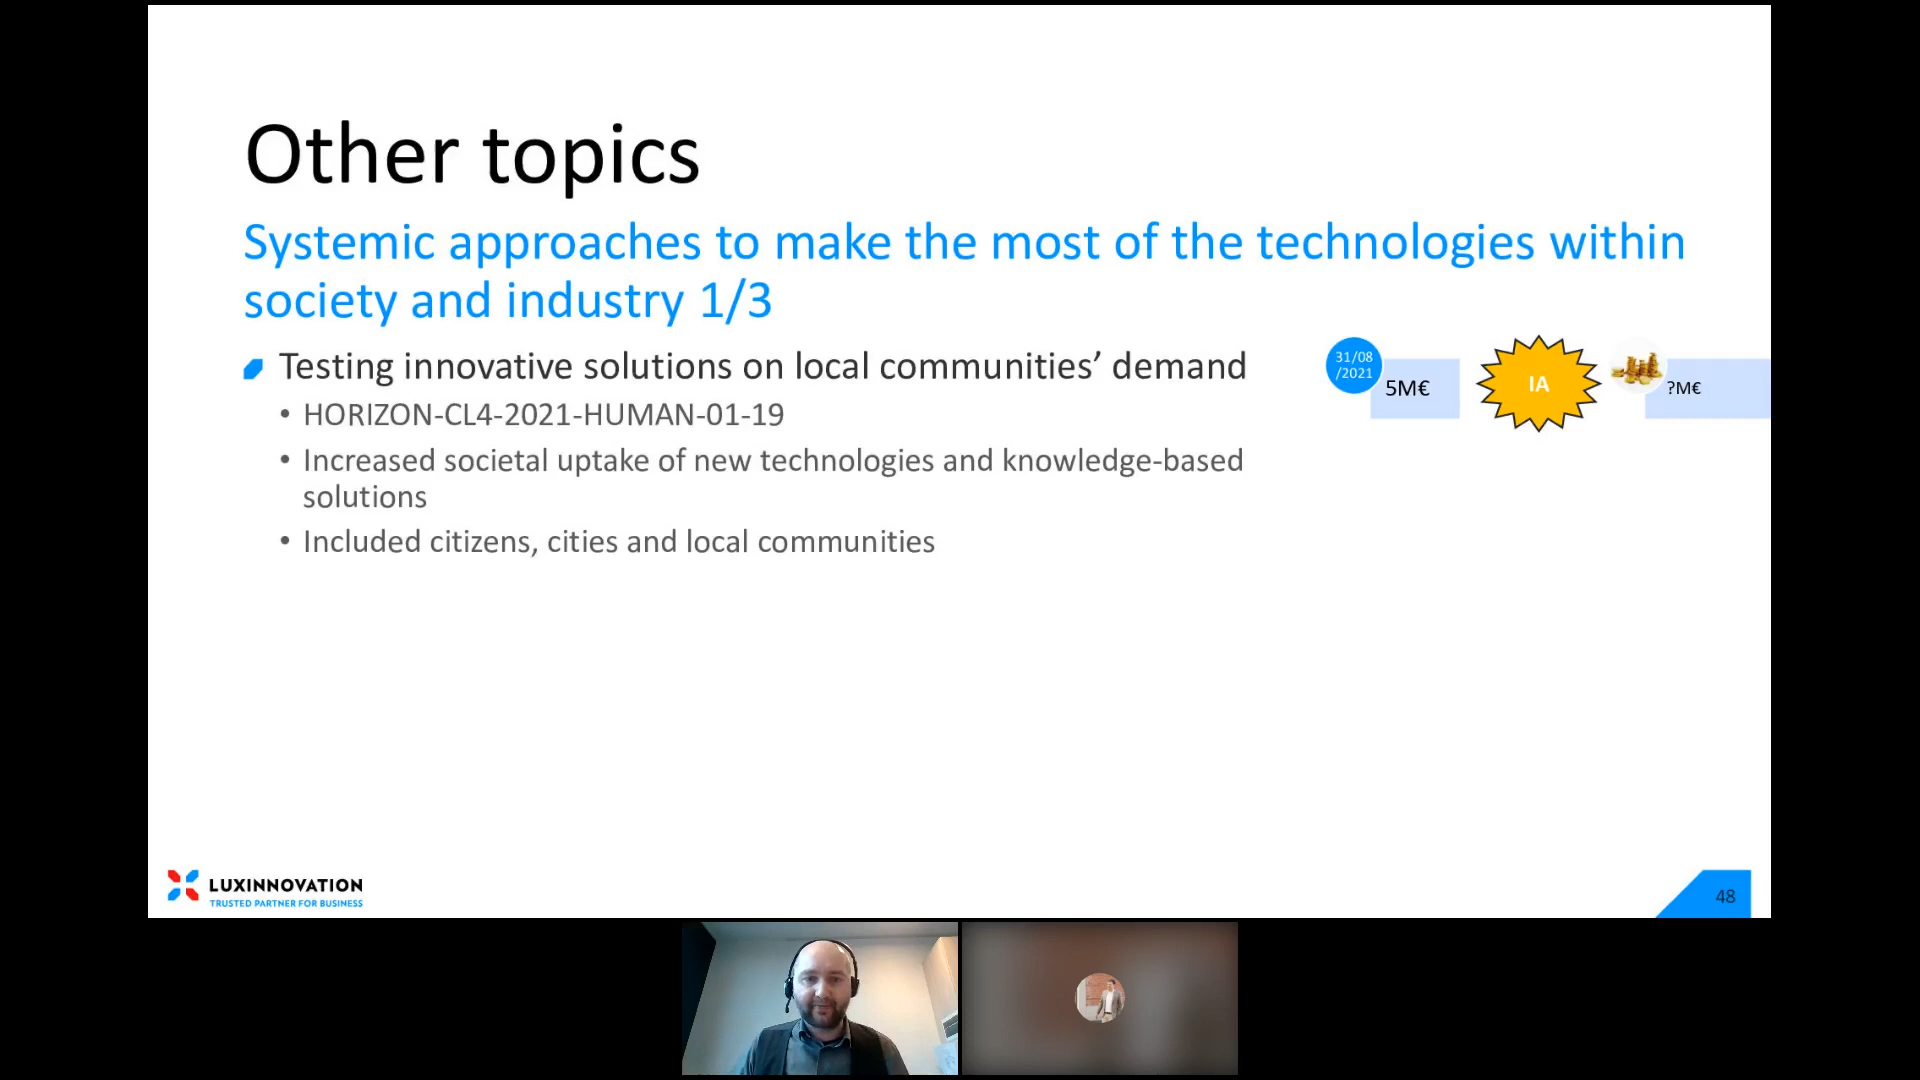 Other topics
Systemic approaches to make the most of the technologies within
society and industry 1/3
Testing innovative solutions on local communities’ demand
• HORIZON-CL4-2021-HUMAN-01-19
• Increased societal uptake of new technologies and knowledge-based
solutions
• Included citizens, cities and local communities
31/08
/2021
5M€
IA
?M€
LUXINNOVATION
TRUSTED PARTNER FOR BUSINESS
48